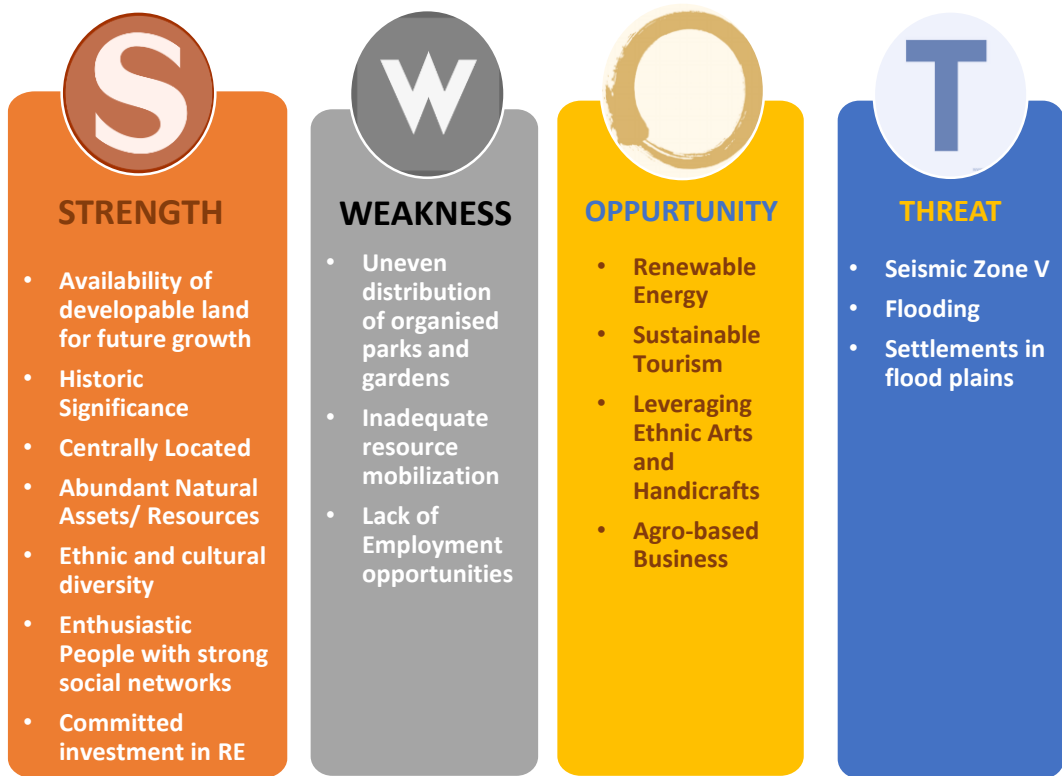 S
STRENGTH
• Availability of
developable land
for future growth
• Historic
Significance
• Centrally Located
• Abundant Natural
Assets/ Resources
• Ethnic and cultural
diversity
• Enthusiastic
People with strong
social networks
• Committed
investment in RE
W
WEAKNESS
• Uneven
distribution
of organised
parks and
gardens
• Inadequate
resource
mobilization
• Lack of
Employment
opportunities
O
OPPURTUNITY
• Renewable
Energy
• Sustainable
Tourism
• Leveraging
Ethnic Arts
and
Handicrafts
• Agro-based
Business
T
THREAT
• Seismic Zone V
• Flooding
• Settlements in
flood plains